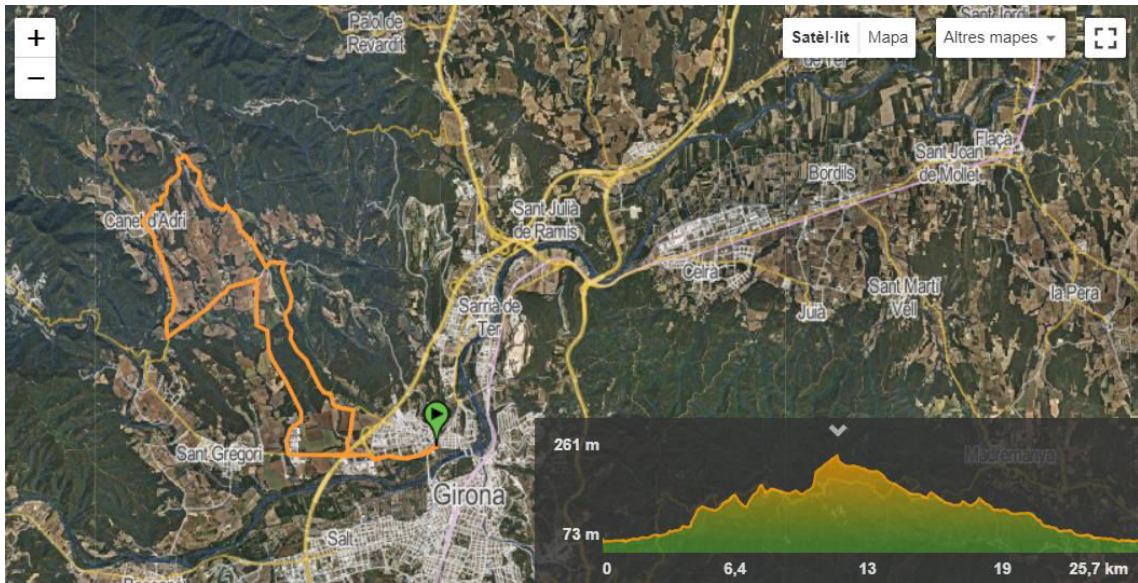 +
−
Palol de
Revardit
Sant Jordi
Satèl·lit
Mapa
Altres mapes
de Ter
Flaçà
Sant Joan
de Mollet
Bordils
Canet d'Adri
Sant Julià
de Ramis
Celrà
Sant Martí
Vell
la Pera
Juià
Sarrià de
Ter
Sant Gregori
Girona
Salt
261 m
Madremanya
73 m
0
6,4
13
19
25,7 km